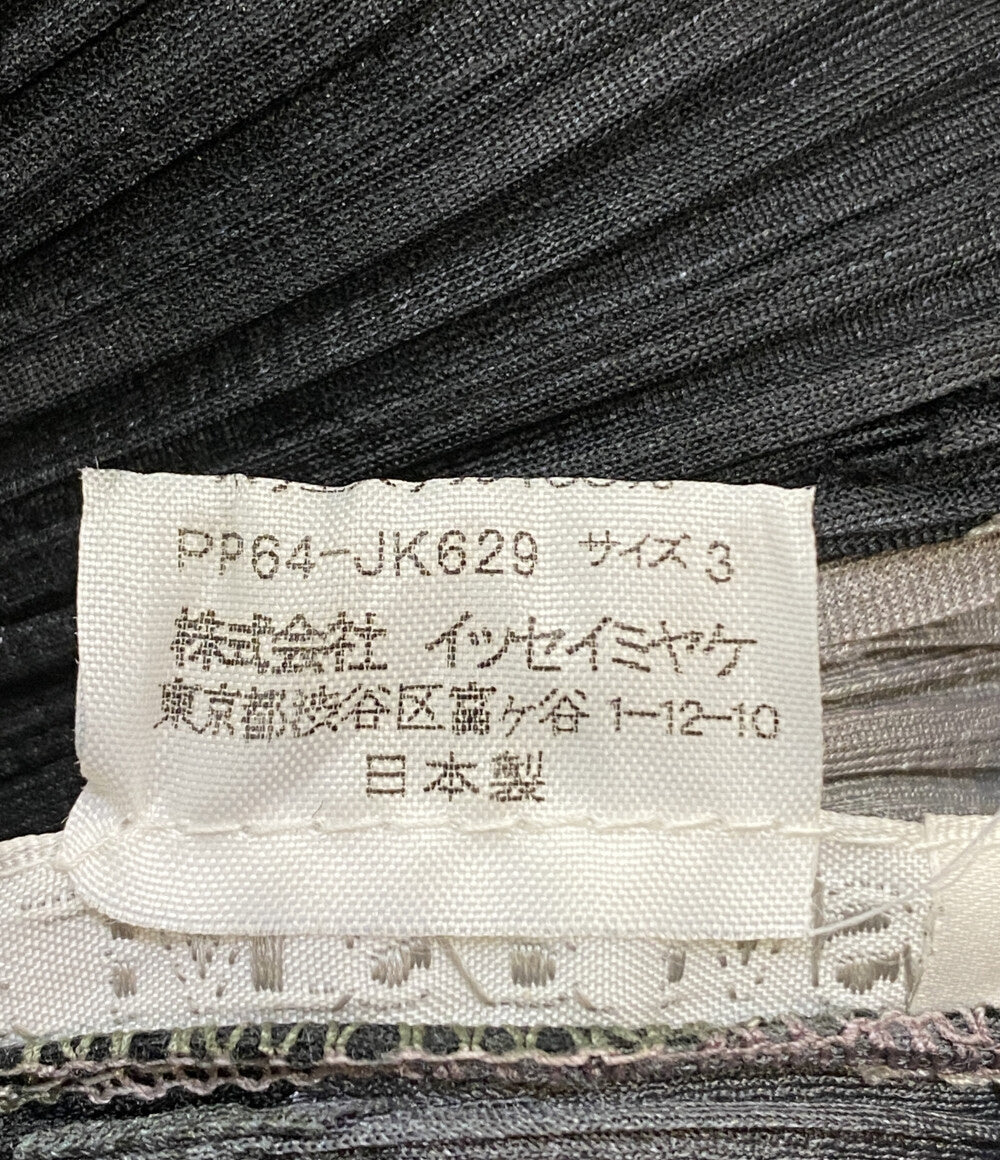 PP64-JK629 サイズ 3
株式会社 イッセイミヤケ
東京都渋谷区富ヶ谷 1-12-10
日本製